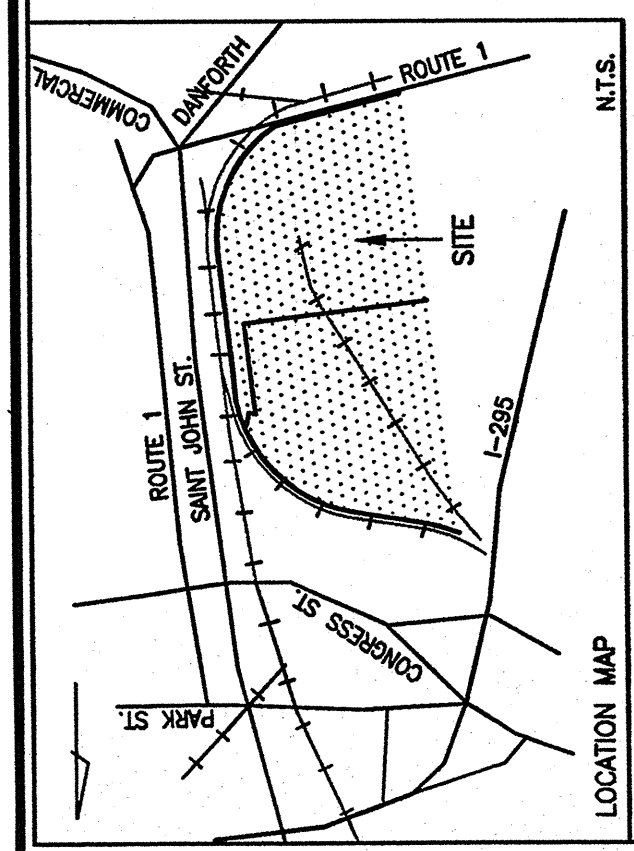 COMMERCIAL
DANFORTH
ROUTE 1
N.T.S.
SITE
ROUTE 1
SAINT JOHN ST.
I-295
CONGRESS ST.
PARK ST.
LOCATION MAP